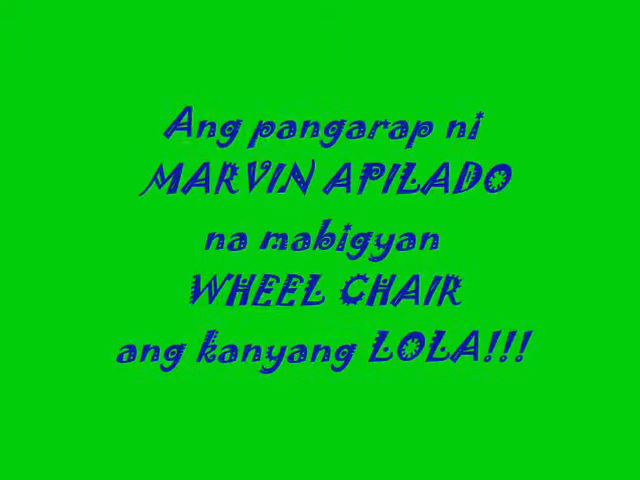 Ang pangarap ni
MARVIN APILADO
na mabigyan
WHEEL CHAIR
ang kanyang LOLA!!!